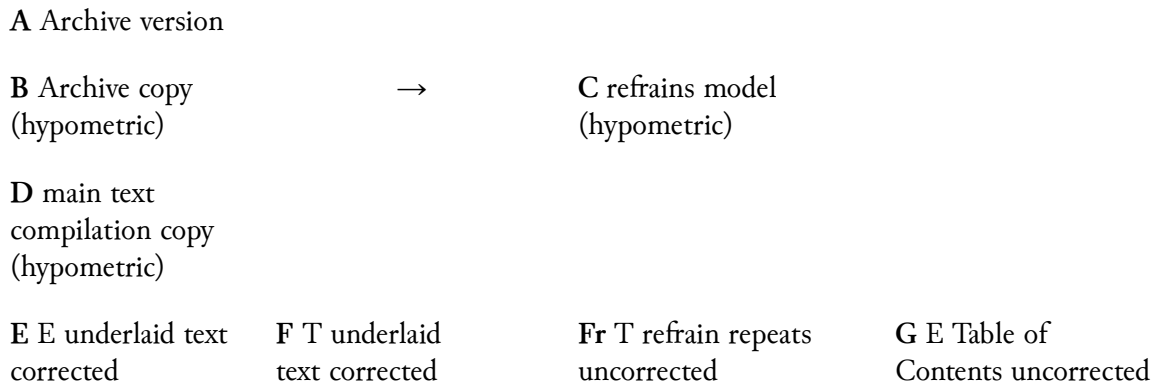 A Archive version
B Archive copy → C refrains model
(hypometric) (hypometric)
D main text
compilation copy
(hypometric)
E E underlaid text F T underlaid Fr T refrain repeats G E Table of
corrected text corrected uncorrected Contents uncorrected